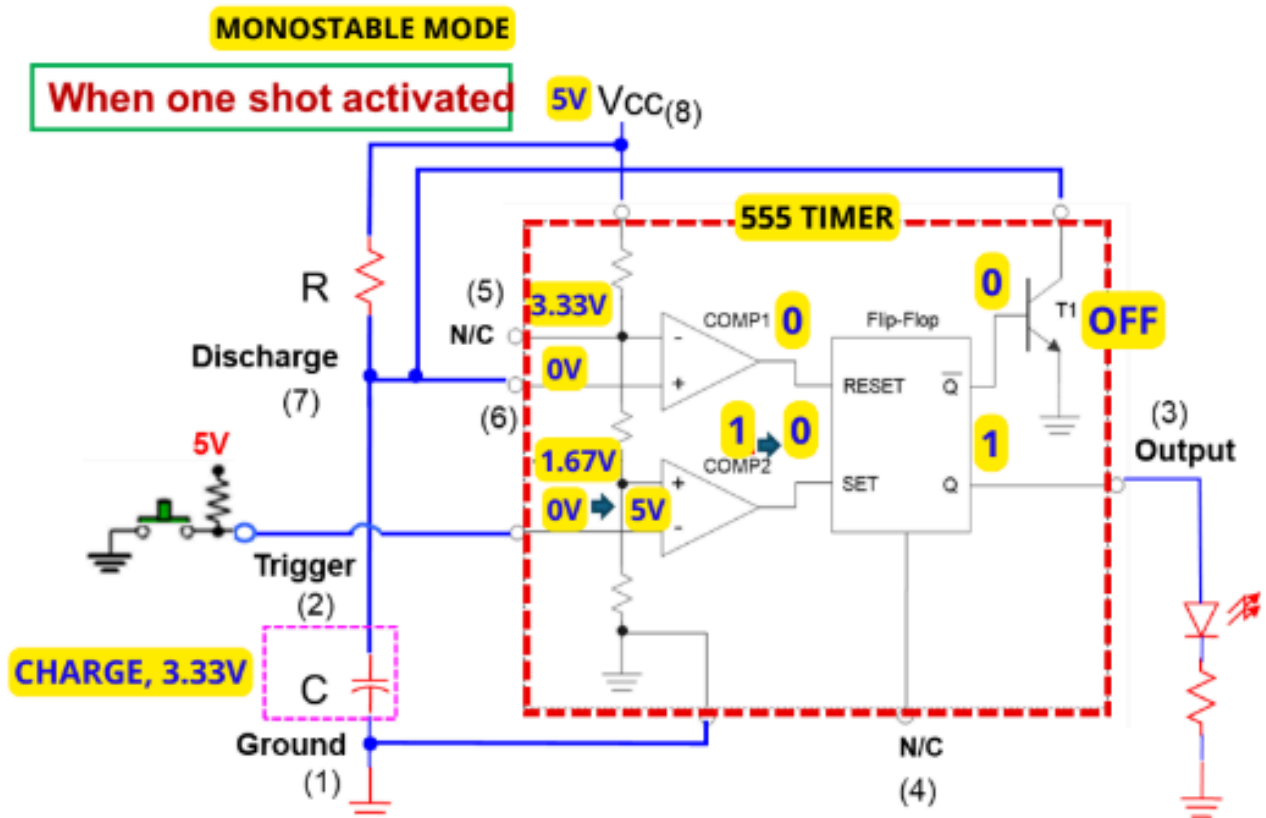 MONOSTABLE MODE
When one shot activated
5V VCC(8)
555 TIMER
R
(5)
N/C
3.33V
COMP1
0
Flip-Flop
0
T1
OFF
Discharge
(7)
0V
-
+
RESET
Q
(6)
5V
1.67V
1
0
COMP2
1
(3)
Output
0V
5V
+
-
SET
Q
Trigger
(2)
CHARGE, 3.33V
C
Ground
(1)
N/C
(4)